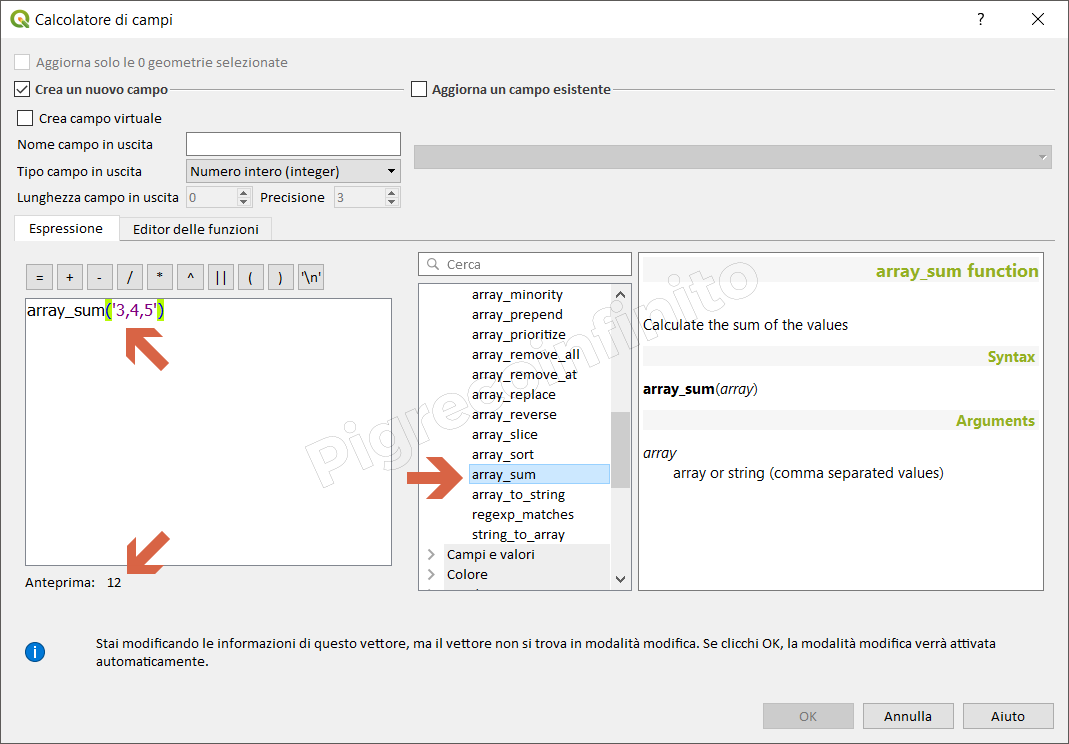 Calcolatore di campi
?
Aggiorna solo le 0 geometrie selezionate
Crea un nuovo campo
Aggiorna un campo esistente
Crea campo virtuale
Nome campo in uscita
Tipo campo in uscita
Numero intero (integer)
Lunghezza campo in uscita
0
Precisione
3
Espressione
Editor delle funzioni
= + - / * ^ || ( ) '\n'
array_sum('3,4,5')
Anteprima: 12
Cerca
array_minority
array_prepend
array_prioritize
array_remove_all
array_remove_at
array_replace
array_reverse
array_slice
array_sort
array_sum
array_to_string
regexp_matches
string_to_array
Campi e valori
Colore
array_sum function
Calculate the sum of the values
Syntax
array_sum(array)
Arguments
array
array or string (comma separated values)
Pigrecoinfinito
Stai modificando le informazioni di questo vettore, ma il vettore non si trova in modalità modifica. Se clicchi OK, la modalità modifica verrà attivata
automaticamente.
OK
Annulla
Aiuto